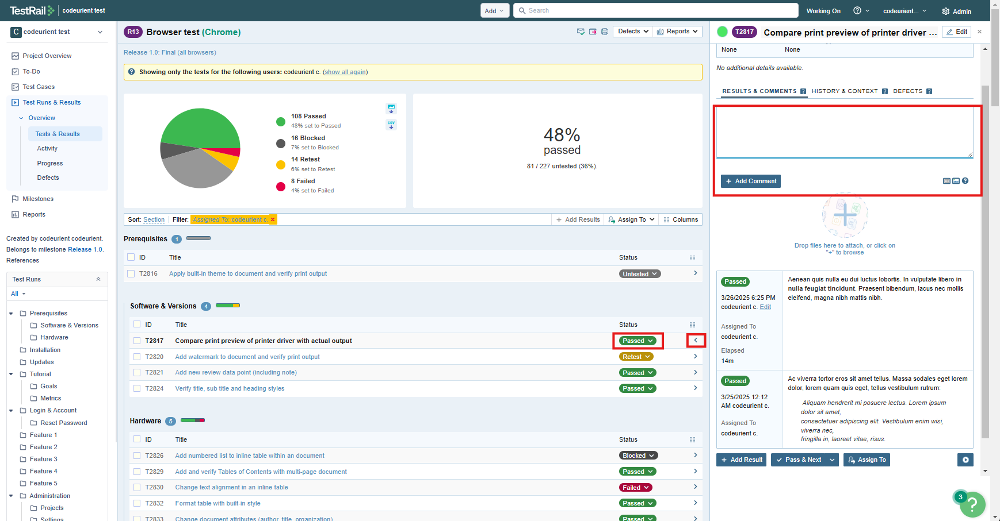 TestRail codeurient test
Add Search Working On codeurient... Admin
C codeurient test
Project Overview
To-Do
Test Cases
Test Runs & Results
Overview
Tests & Results
Activity
Progress
Defects
Milestones
Reports
Created by codeurient codeurient.
Belongs to milestone Release 1.0.
References
Test Runs
All
Prerequisites
Software & Versions
Hardware
Installation
Updates
Tutorial
Goals
Metrics
Login & Account
Reset Password
Feature 1
Feature 2
Feature 3
Feature 4
Feature 5
Administration
Projects
Settings
R13 Browser test (Chrome) Defects Reports
Release 1.0: Final (all browsers)
? Showing only the tests for the following users: codeurient c. (show all again)
108 Passed
48% set to Passed
16 Blocked
7% set to Blocked
14 Retest
6% set to Retest
8 Failed
4% set to Failed
CSV
48%
passed
81 / 227 untested (36%).
Sort: Section Filter: Assigned To: codeurient c. × + Add Results Assign To Columns
Prerequisites 1
ID Title Status
T2816 Apply built-in theme to document and verify print output Untested
Software & Versions 4
ID Title Status
T2817 Compare print preview of printer driver with actual output Passed
T2820 Add watermark to document and verify print output Retest
T2821 Add new review data point (including note) Passed
T2824 Verify title, sub title and heading styles Passed
Hardware 5
ID Title Status
T2826 Add numbered list to inline table within an document Blocked
T2829 Add and verify Tables of Contents with multi-page document Passed
T2830 Change text alignment in an inline table Failed
T2832 Format table with built-in style Passed
T2833 Change document attributes (author, title, organization) Passed
T2817 Compare print preview of printer driver ... Edit ×
None None
No additional details available.
RESULTS & COMMENTS ? HISTORY & CONTEXT ? DEFECTS ?
+ Add Comment ?
Drop files here to attach, or click on
"+" to browse
Passed
3/26/2025 6:25 PM
codeurient c. Edit
Assigned To
codeurient c.
Elapsed
14m
Aenean quis nulla eu dui luctus lobortis. In vulputate libero in
nulla feugiat tincidunt. Praesent bibendum, lacus nec mollis
eleifend, magna nibh mattis nibh.
Passed
3/25/2025 12:12
AM codeurient c.
Assigned To
codeurient c.
Ac viverra tortor eros sit amet tellus. Massa sodales eget lorem
dolor, lorem quam quis eget, tellus vestibulum rutrum:
Aliquam hendrerit mi posuere lectus. Lorem ipsum
dolor sit amet,
consectetuer adipiscing elit. Vestibulum enim wisi,
viverra nec,
fringilla in, laoreet vitae, risus.
+ Add Result Pass & Next Assign To
3 ?